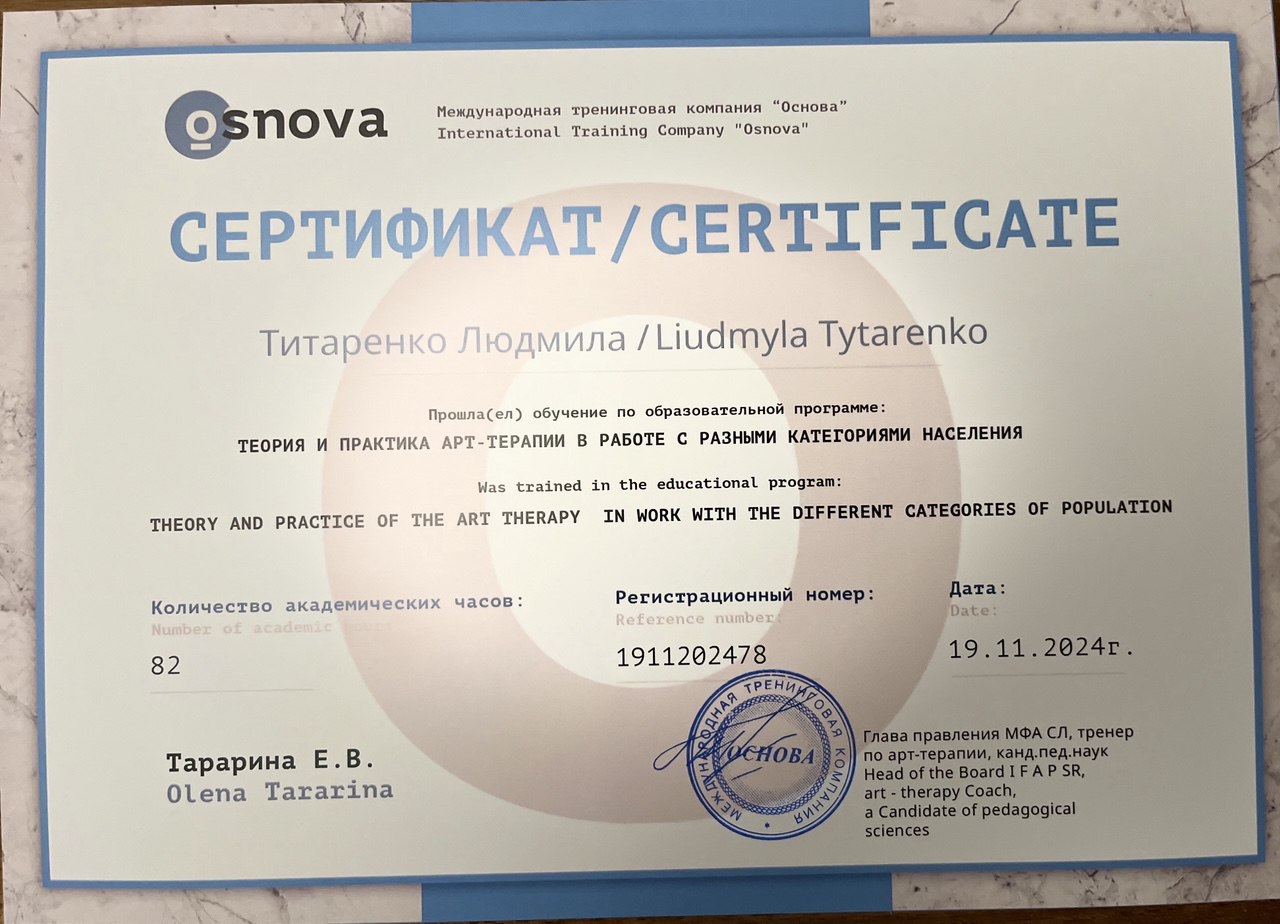 osnova
Международная тренинговая компания “Основа”
International Training Company "Osnova"
СЕРТИФИКАТ/CERTIFICATE
Титаренко Людмила / Liudmyla Tytarenko
Прошла(ел) обучение по образовательной программе:
ТЕОРИЯ И ПРАКТИКА АРТ-ТЕРАПИИ В РАБОТЕ С РАЗНЫМИ КАТЕГОРИЯМИ НАСЕЛЕНИЯ
Was trained in the educational program:
THEORY AND PRACTICE OF THE ART THERAPY IN WORK WITH THE DIFFERENT CATEGORIES OF POPULATION
Количество академических часов:
Number of academic hours
82
Регистрационный номер:
Reference number:
1911202478
Дата:
Date:
19.11.2024г.
Тарарина Е.В.
Olena Tararina
МЕЖДУНАРОДНАЯ ТРЕНИНГОВАЯ КОМПАНИЯ *
ОСНОВА
Глава правления МФА СЛ, тренер
по арт-терапии, канд.пед.наук
Head of the Board I F A P SR,
art - therapy Coach,
a Candidate of pedagogical
sciences